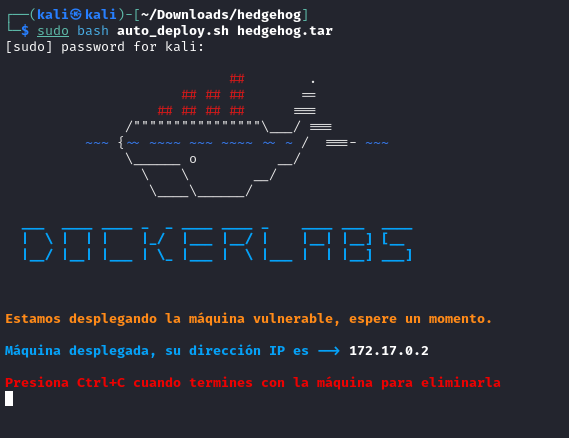 ┌──(kali㉿kali)-[~/Downloads/hedgehog]
└─$ sudo bash auto_deploy.sh hedgehog.tar
[sudo] password for kali:
DOCKERLABS
Estamos desplegando la máquina vulnerable, espere un momento.
Máquina desplegada, su dirección IP es --> 172.17.0.2
Presiona Ctrl+C cuando termines con la máquina para eliminarla